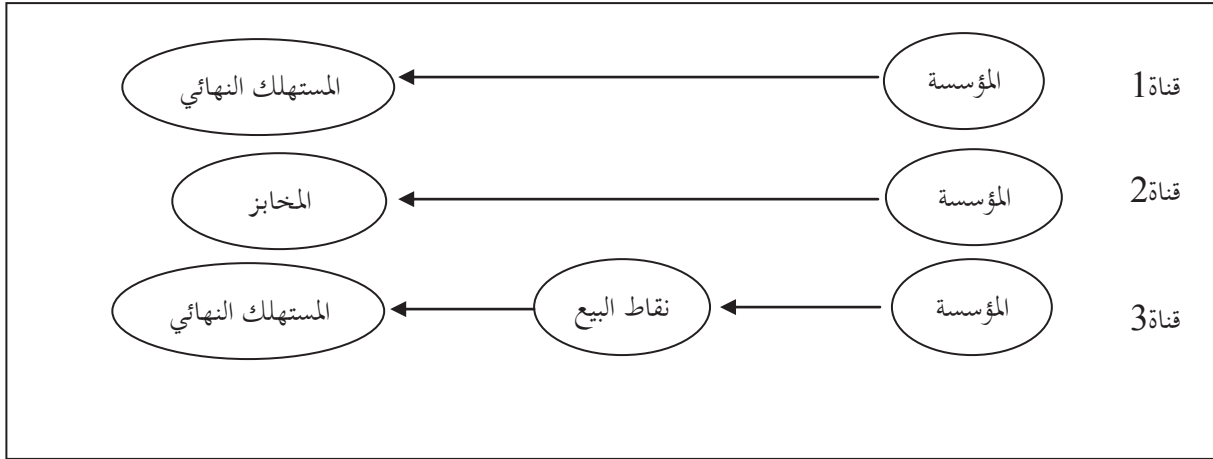 قناة1 المؤسسة المستهلك النهائي
قناة2 المؤسسة المخابز
قناة3 المؤسسة نقاط البيع المستهلك النهائي